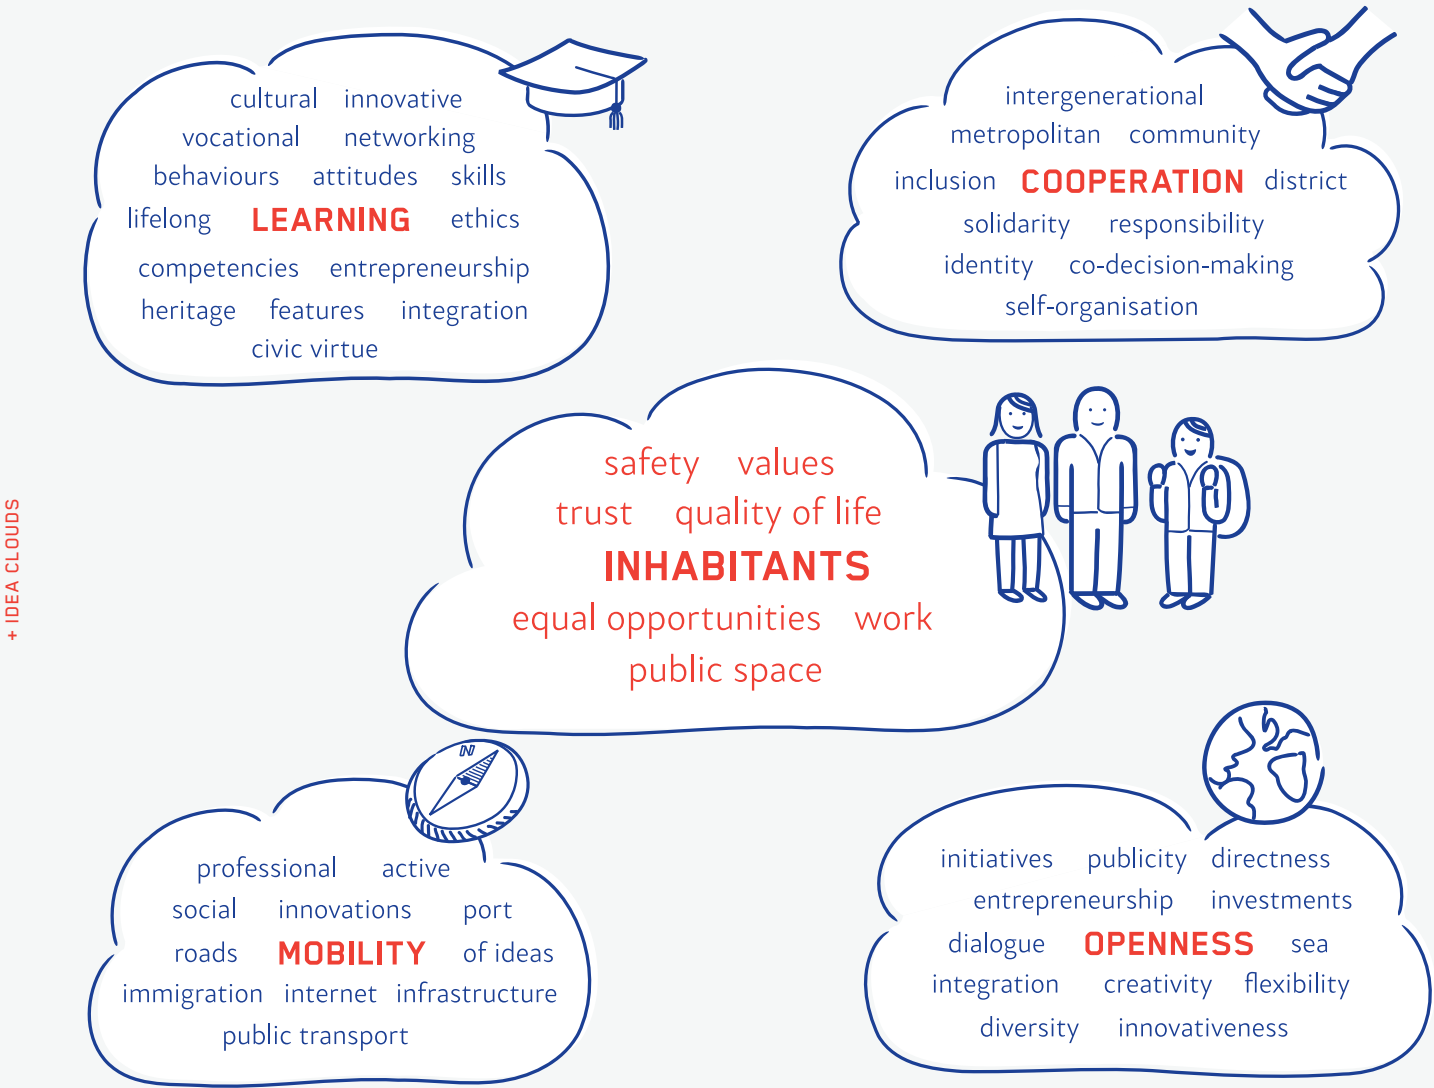 cultural innovative
vocational networking
behaviours attitudes skills
lifelong LEARNING ethics
competencies entrepreneurship
heritage features integration
civic virtue
intergenerational
metropolitan community
inclusion COOPERATION district
solidarity responsibility
identity co-decision-making
self-organisation
safety values
trust quality of life
INHABITANTS
equal opportunities work
public space
+ IDEA CLOUDS
N
professional active
social innovations port
roads MOBILITY of ideas
immigration internet infrastructure
public transport
initiatives publicity directness
entrepreneurship investments
dialogue OPENNESS sea
integration creativity flexibility
diversity innovativeness